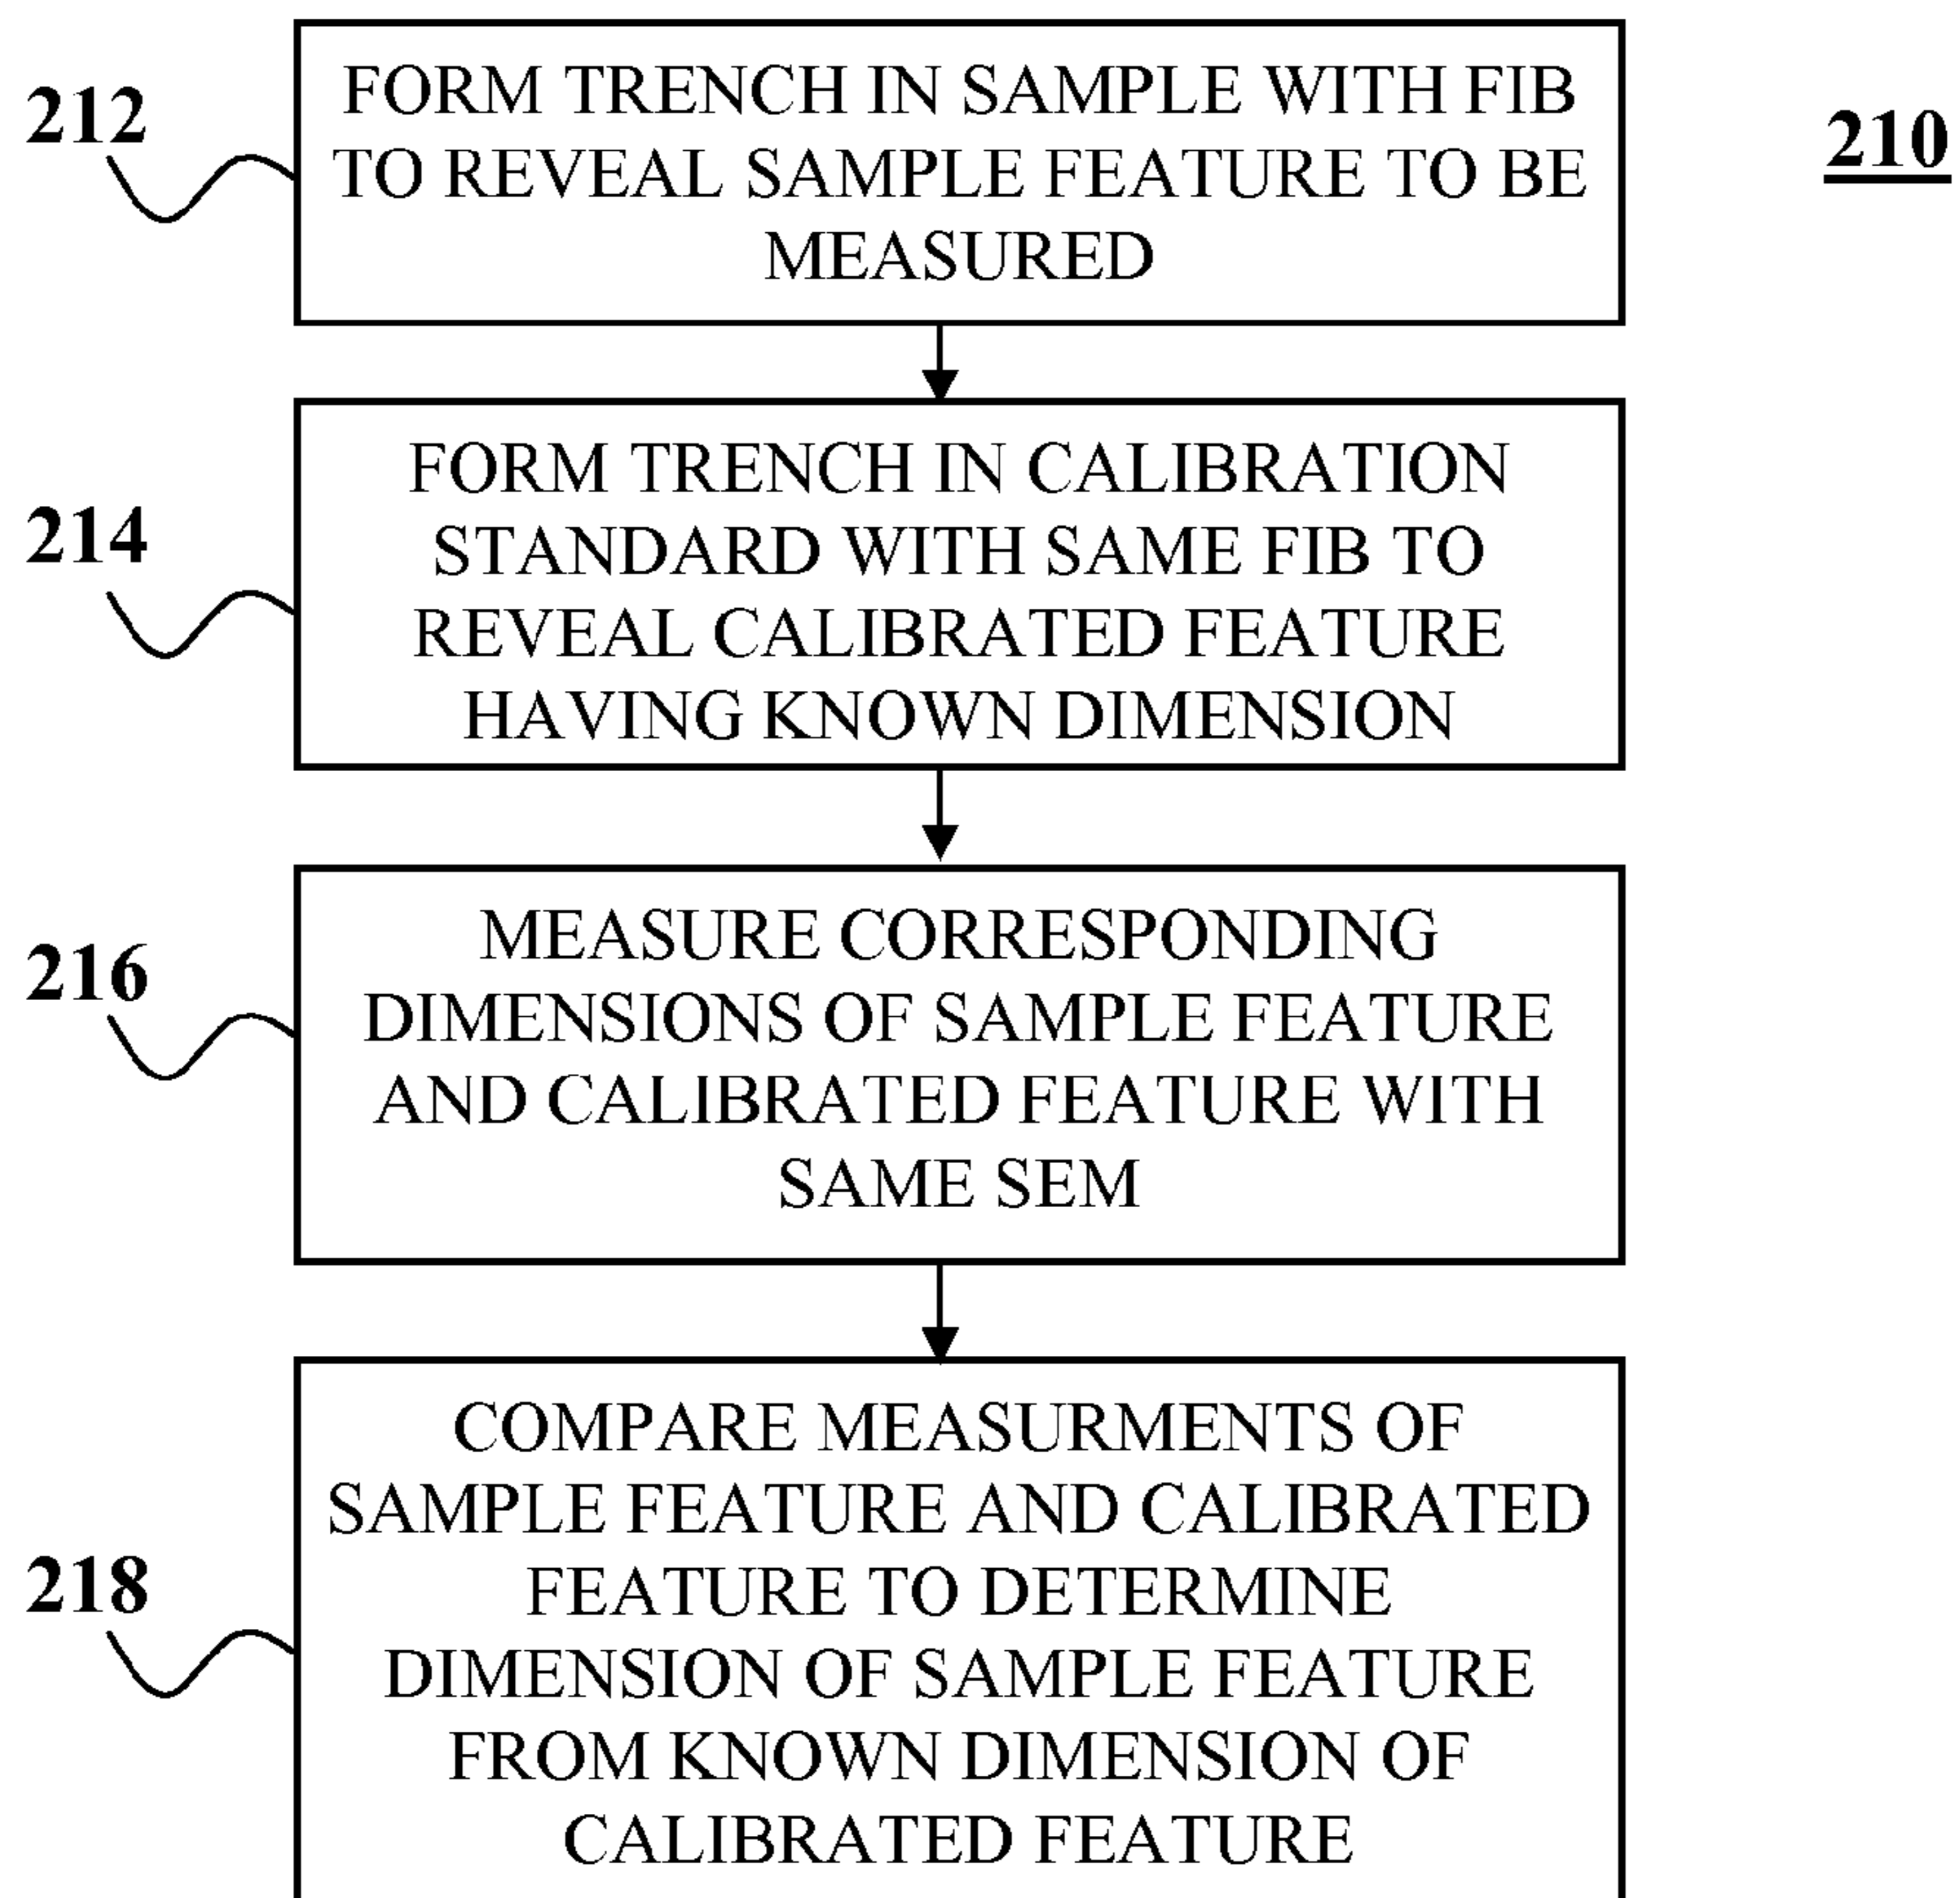 210
212
FORM TRENCH IN SAMPLE WITH FIB
TO REVEAL SAMPLE FEATURE TO BE
MEASURED
214
FORM TRENCH IN CALIBRATION
STANDARD WITH SAME FIB TO
REVEAL CALIBRATED FEATURE
HAVING KNOWN DIMENSION
216
MEASURE CORRESPONDING
DIMENSIONS OF SAMPLE FEATURE
AND CALIBRATED FEATURE WITH
SAME SEM
218
COMPARE MEASURMENTS OF
SAMPLE FEATURE AND CALIBRATED
FEATURE TO DETERMINE
DIMENSION OF SAMPLE FEATURE
FROM KNOWN DIMENSION OF
CALIBRATED FEATURE